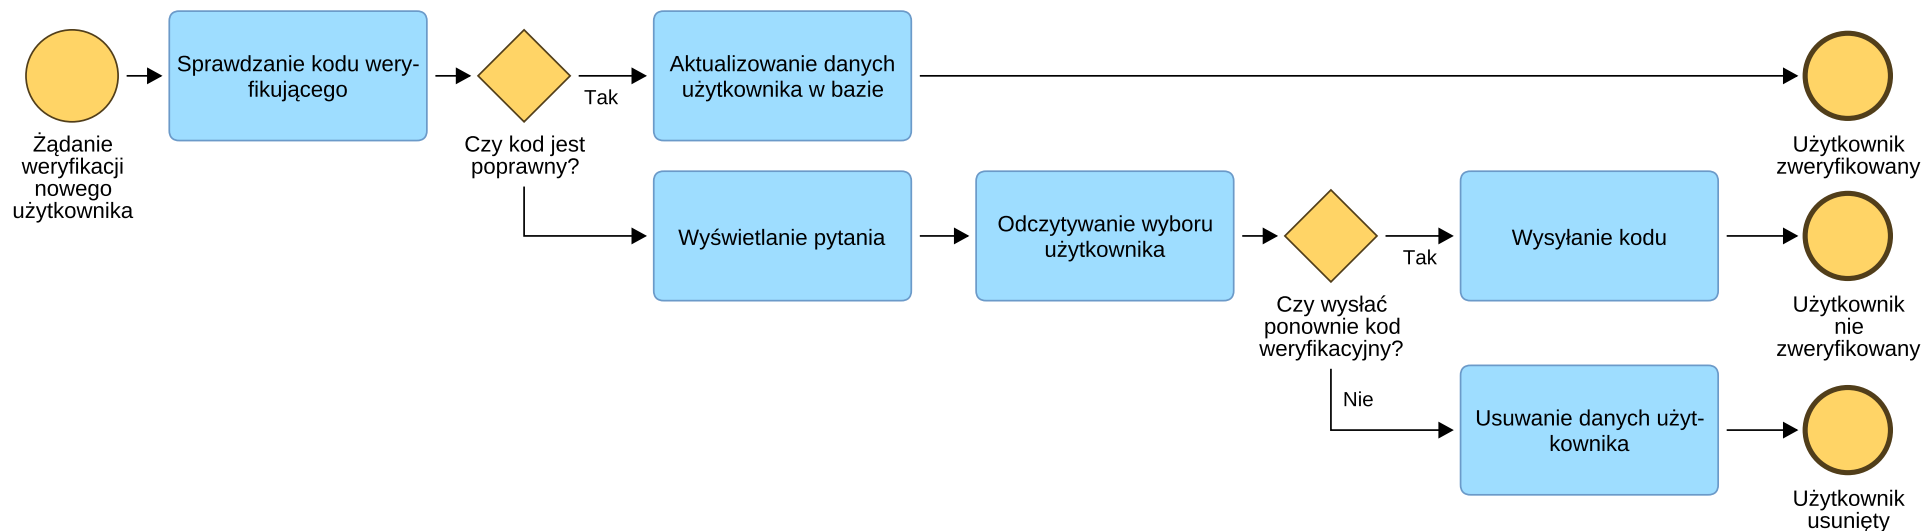 Żądanie
weryfikacji
nowego
użytkownika
Sprawdzanie kodu wery-
fikującego
Czy kod jest
poprawny?
Tak
Aktualizowanie danych
użytkownika w bazie
Użytkownik
zweryfikowany
Wyświetlanie pytania
Odczytywanie wyboru
użytkownika
Czy wysłać
ponownie kod
weryfikacyjny?
Tak
Wysyłanie kodu
Użytkownik
nie
zweryfikowany
Nie
Usuwanie danych użyt-
kownika
Użytkownik
usunięty